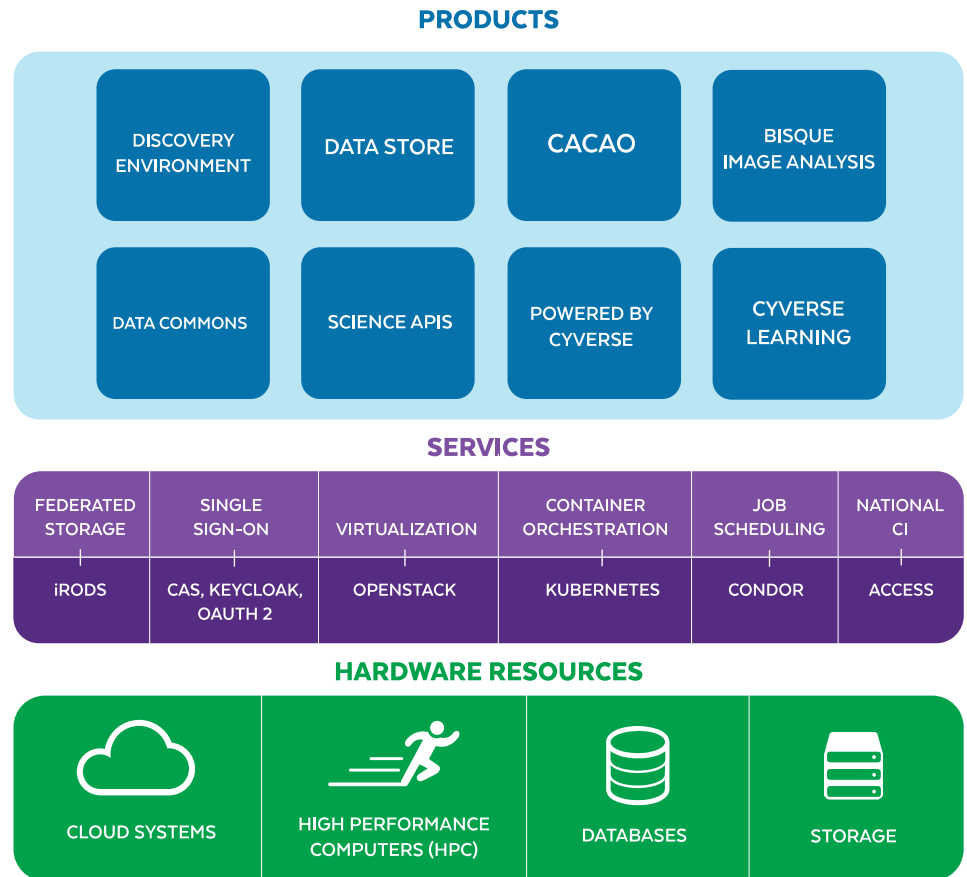 PRODUCTS
DISCOVERY
ENVIRONMENT
DATA STORE
CACAO
BISQUE
IMAGE ANALYSIS
DATA COMMONS
SCIENCE APIS
POWERED BY
CYVERSE
CYVERSE
LEARNING
SERVICES
FEDERATED
STORAGE
SINGLE
SIGN-ON
VIRTUALIZATION
CONTAINER
ORCHESTRATION
JOB
SCHEDULING
NATIONAL
CI
iRODS
CAS, KEYCLOAK,
OAUTH 2
OPENSTACK
KUBERNETES
CONDOR
ACCESS
HARDWARE RESOURCES
CLOUD SYSTEMS
HIGH PERFORMANCE
COMPUTERS (HPC)
DATABASES
STORAGE